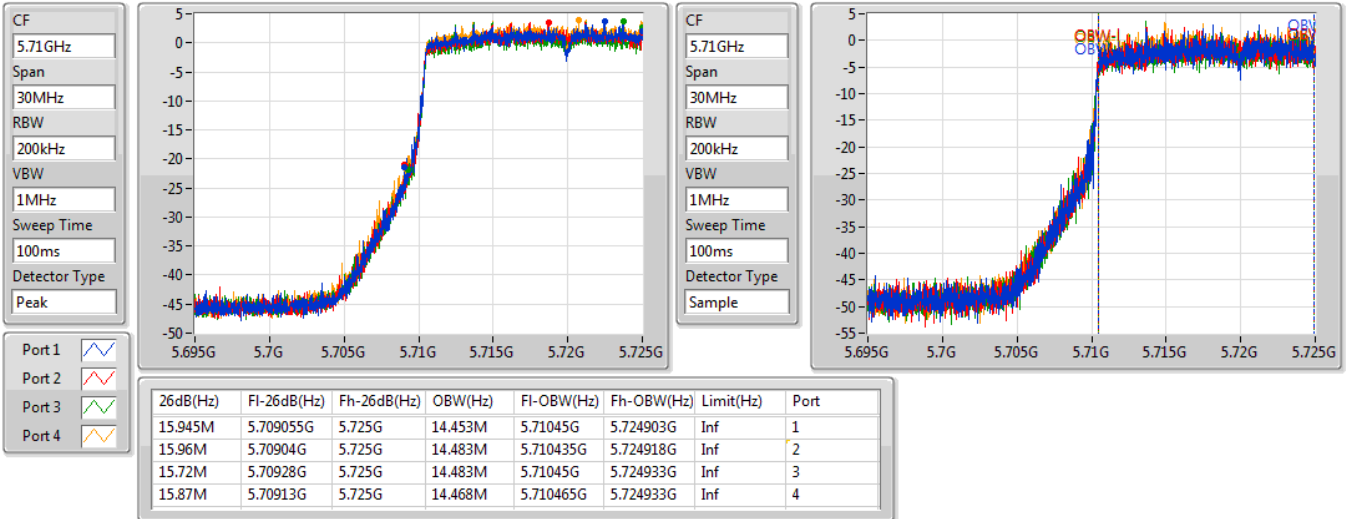 CF
5.71GHz
Span
30MHz
RBW
200kHz
VBW
1MHz
Sweep Time
100ms
Detector Type
Peak
5-
0-
-5-
-10-
-15-
-20-
-25-
-30-
-35-
-40-
-45-
-50-
5.695G 5.7G 5.705G 5.71G 5.715G 5.72G 5.725G
CF
5.71GHz
Span
30MHz
RBW
200kHz
VBW
1MHz
Sweep Time
100ms
Detector Type
Sample
5-
0-
-5-
-10-
-15-
-20-
-25-
-30-
-35-
-40-
-45-
-50-
-55-
OBW-
5.695G 5.7G 5.705G 5.71G 5.715G 5.72G 5.725G
Port 1
Port 2
Port 3
Port 4
26dB(Hz) Fl-26dB(Hz) Fh-26dB(Hz) OBW(Hz) Fl-OBW(Hz) Fh-OBW(Hz) Limit(Hz) Port
15.945M 5.709055G 5.725G 14.453M 5.71045G 5.724903G Inf 1
15.96M 5.70904G 5.725G 14.483M 5.710435G 5.724918G Inf 2
15.72M 5.70928G 5.725G 14.483M 5.71045G 5.724933G Inf 3
15.87M 5.70913G 5.725G 14.468M 5.710465G 5.724933G Inf 4